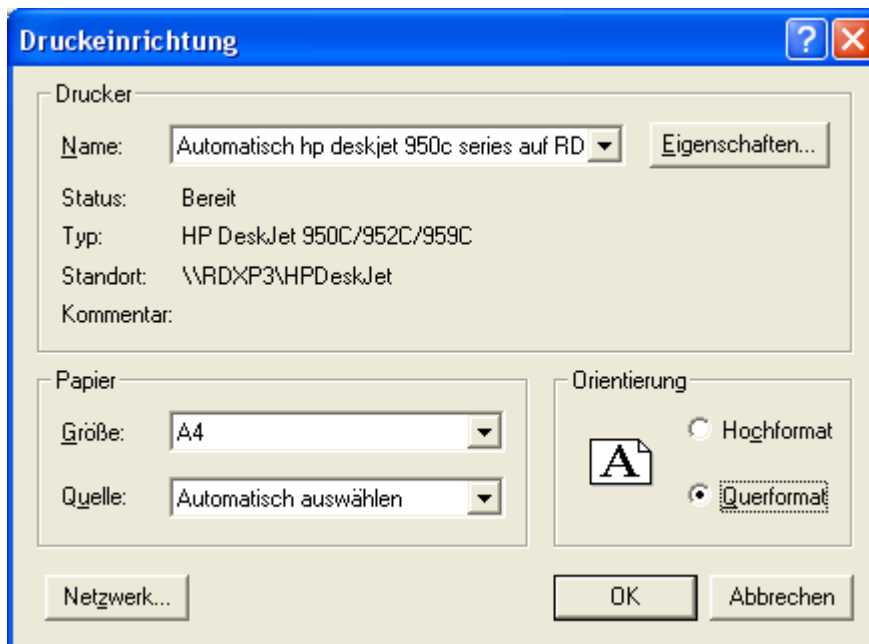 Druckeinrichtung
Drucker
Name: Automatisch hp deskjet 950c series auf RD Eigenschaften...
Status: Bereit
Typ: HP DeskJet 950C/952C/959C
Standort: \\RDXP3\HPDeskJet
Kommentar:
Papier
Größe: A4
Quelle: Automatisch auswählen
Orientierung
A
Hochformat
Querformat
Netzwerk... OK Abbrechen